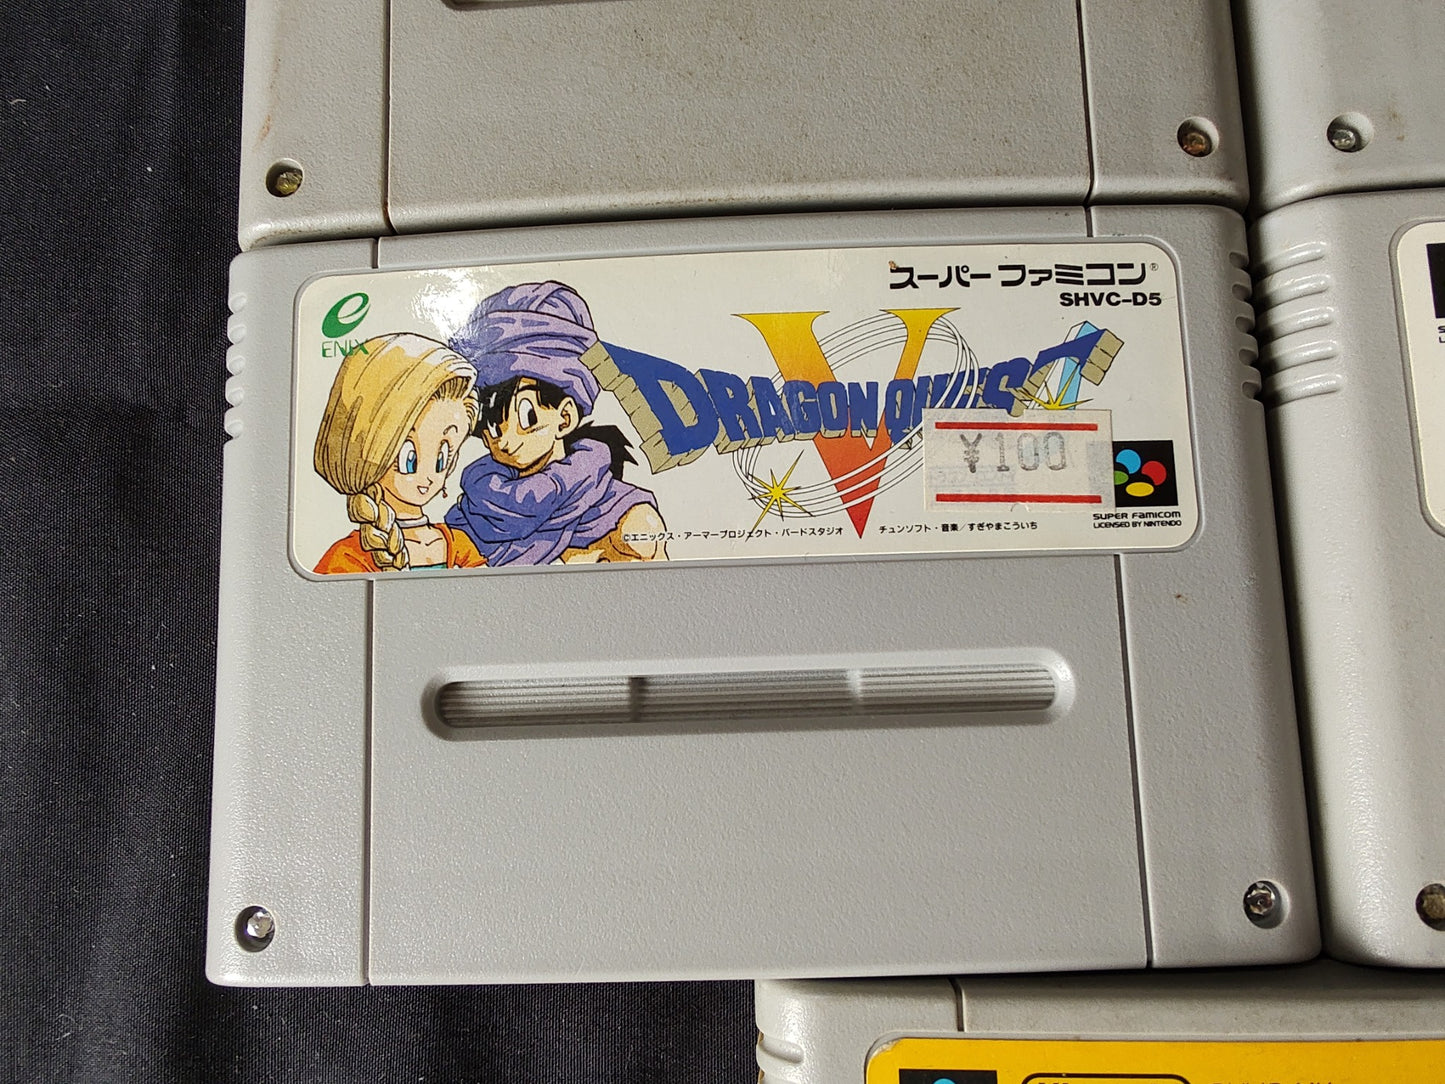 ENIX
スーパーファミコン®
SHVC-D5
DRAGON QUEST
V
¥100
SUPER FAMICOM
LICENSED BY NINTENDO
©エニックス・アーマープロジェクト・バードスタジオ チュンソフト・音楽/すぎやまこういち